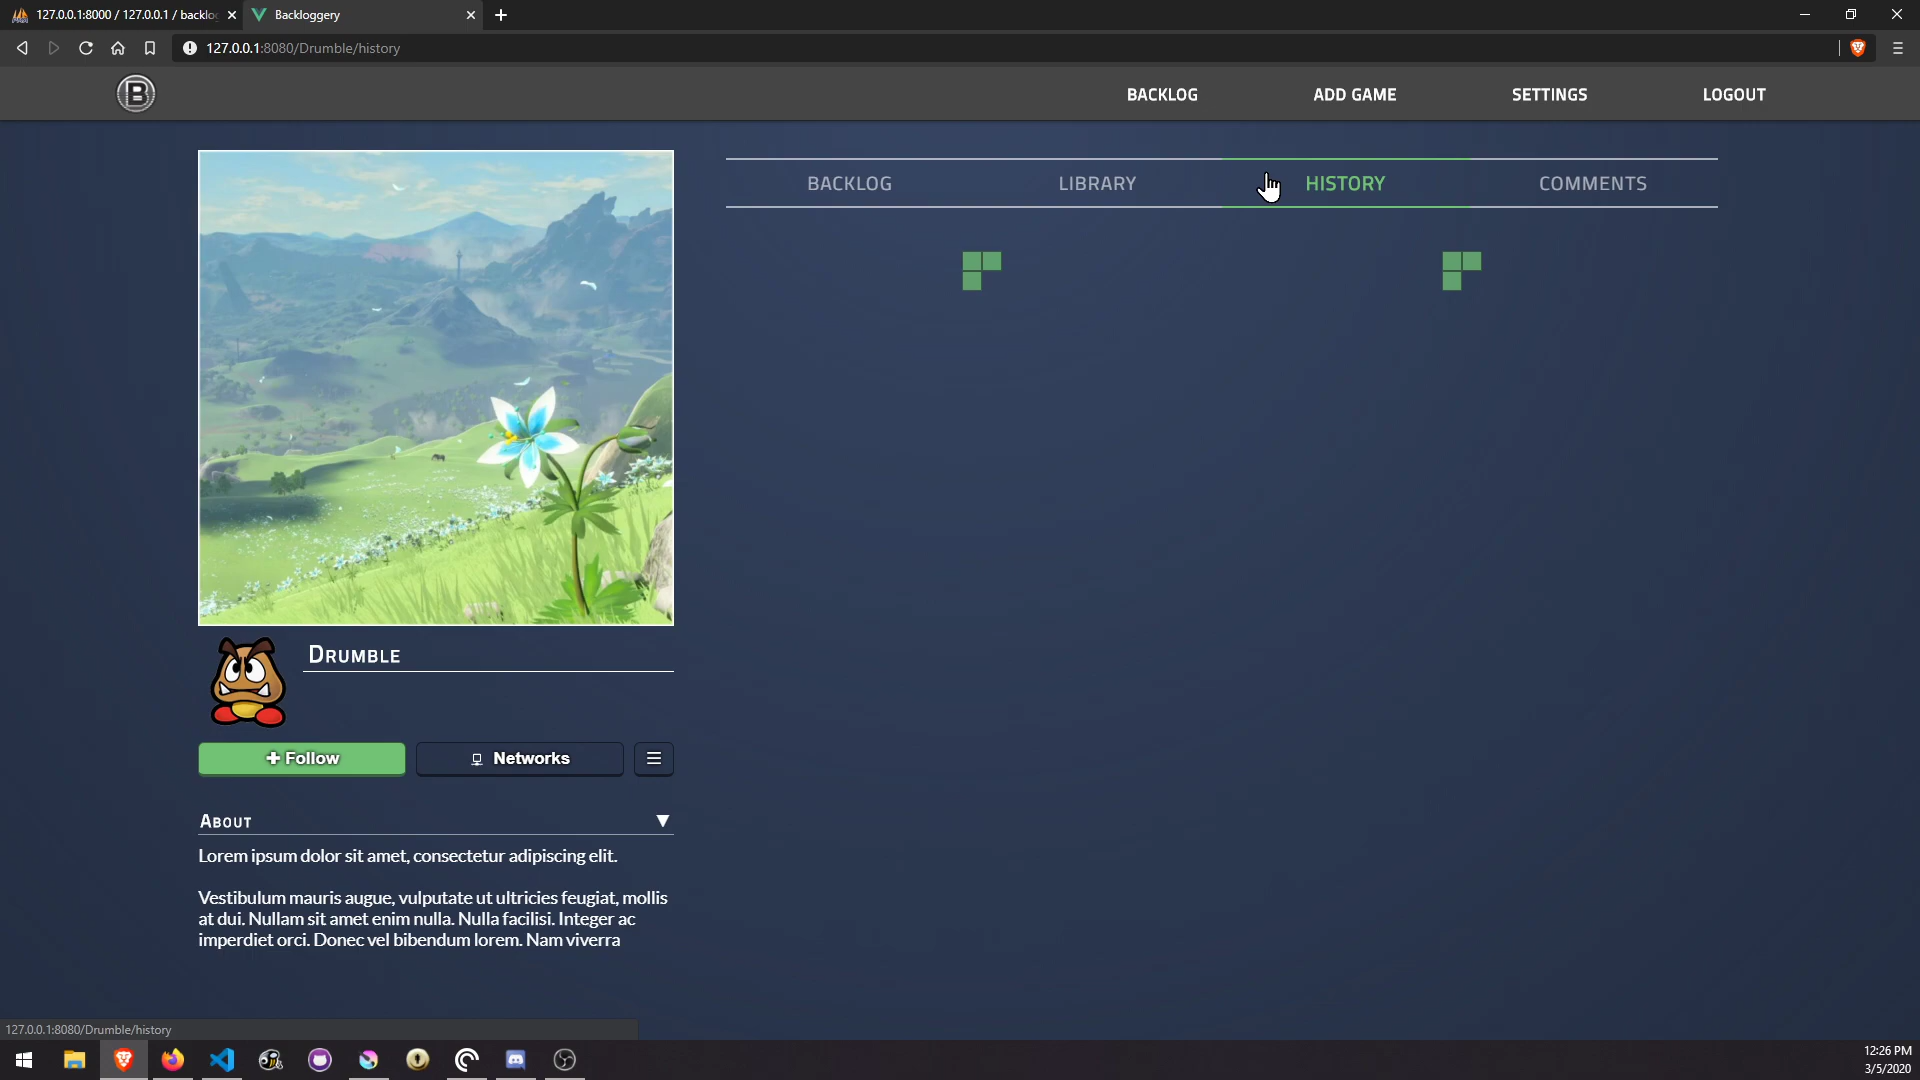 127.0.0.1:8000 / 127.0.0.1 / backlog
Backloggery
127.0.0.1:8080/Drumble/history
B
BACKLOG
ADD GAME
SETTINGS
LOGOUT
BACKLOG
LIBRARY
HISTORY
COMMENTS
DRUMBLE
Follow
Networks
ABOUT
Lorem ipsum dolor sit amet, consectetur adipiscing elit.
Vestibulum mauris augue, vulputate ut ultricies feugiat, mollis
at dui. Nullam sit amet enim nulla. Nulla facilisi. Integer ac
imperdiet orci. Donec vel bibendum lorem. Nam viverra
127.0.0.1:8080/Drumble/history
12:26 PM
3/5/2020